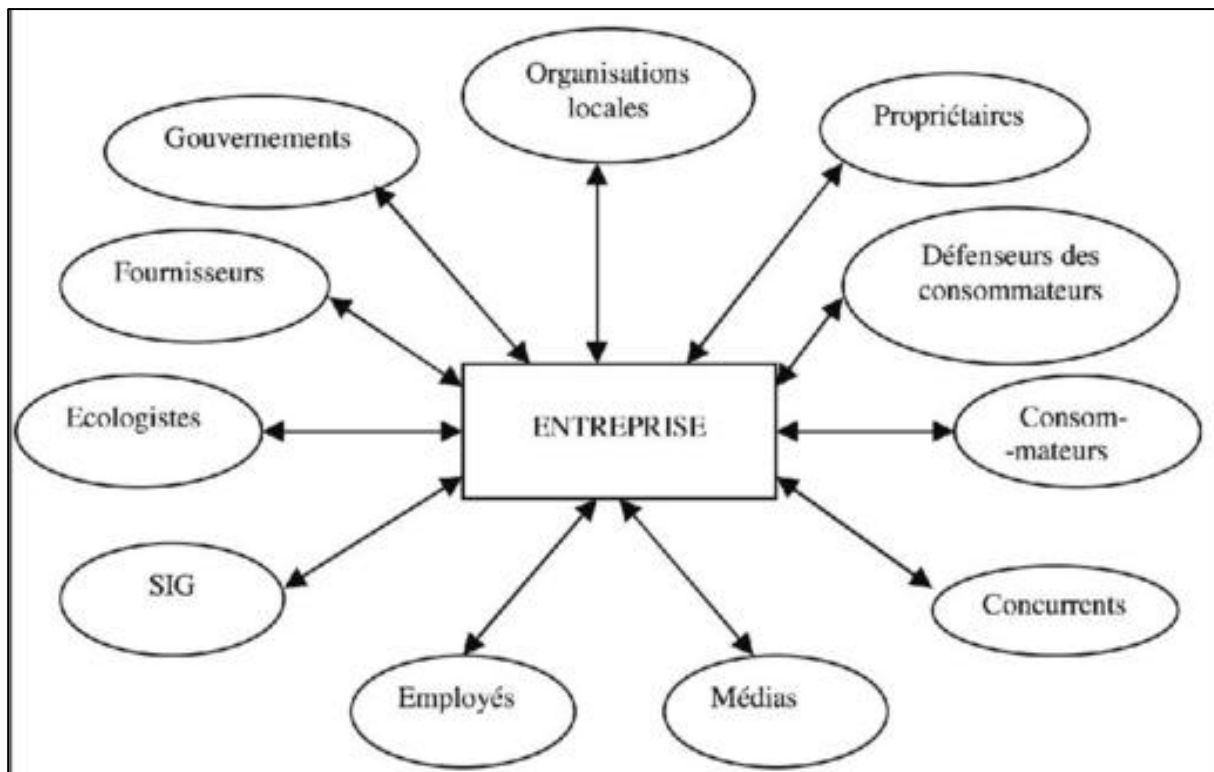 Organisations
locales
Propriétaires
Gouvernements
Défenseurs des
consommateurs
Fournisseurs
Ecologistes
ENTREPRISE
Consom-
-mateurs
SIG
Concurrents
Employés
Médias